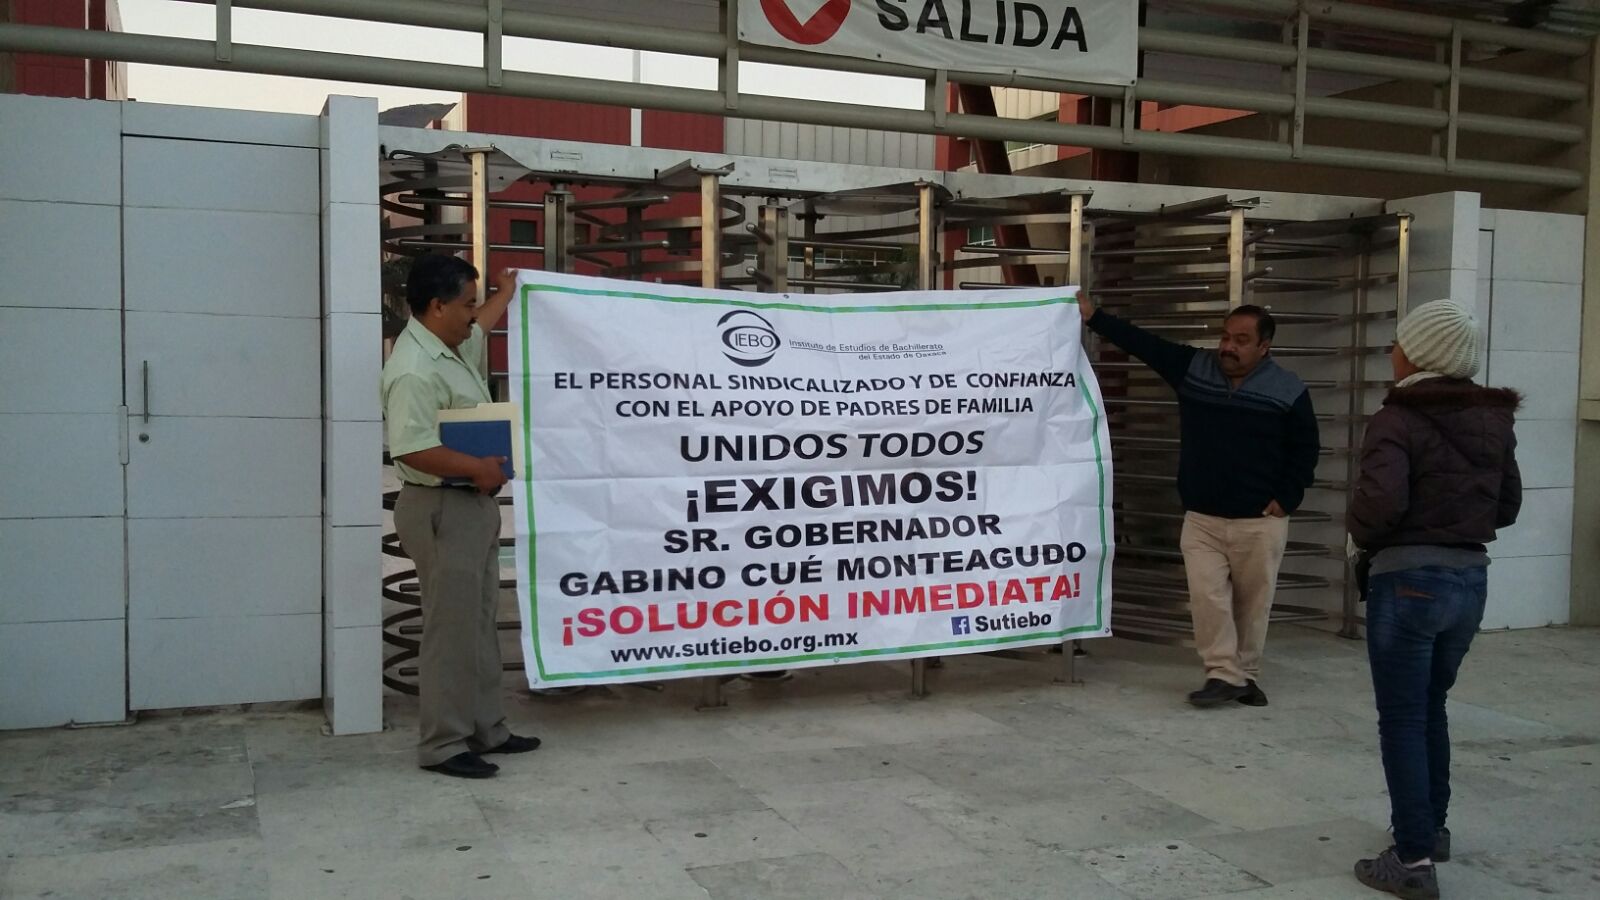 SALIDA
IEBO
Instituto de Estudios de Bachillerato
del Estado de Oaxaca
EL PERSONAL SINDICALIZADO Y DE CONFIANZA
CON EL APOYO DE PADRES DE FAMILIA
UNIDOS TODOS
¡EXIGIMOS!
SR. GOBERNADOR
GABINO CUÉ MONTEAGUDO
¡SOLUCIÓN INMEDIATA!
www.sutiebo.org.mx
f Sutiebo